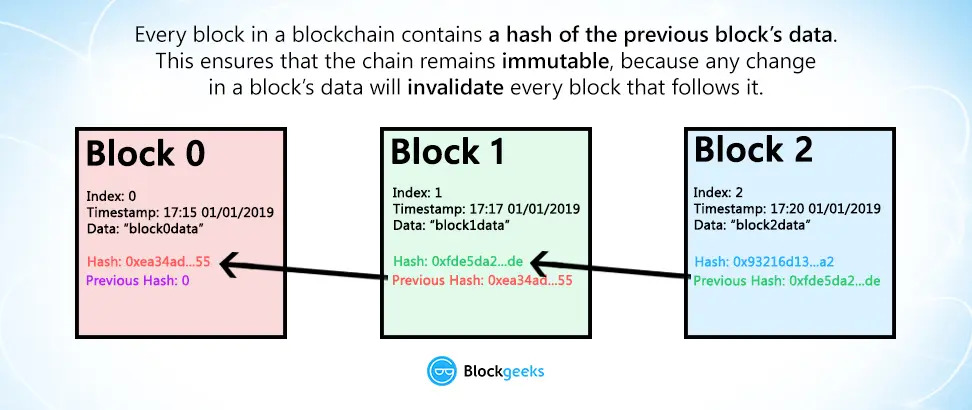 Every block in a blockchain contains a hash of the previous block's data.
This ensures that the chain remains immutable, because any change
in a block's data will invalidate every block that follows it.
Block 0
Index: 0
Timestamp: 17:15 01/01/2019
Data: "block0data"
Hash: 0xea34ad...55
Previous Hash: 0
Block 1
Index: 1
Timestamp: 17:17 01/01/2019
Data: "block1data"
Hash: 0xfde5da2...de
Previous Hash: 0xea34ad...55
Block 2
Index: 2
Timestamp: 17:20 01/01/2019
Data: "block2data"
Hash: 0x93216d13...a2
Previous Hash: 0xfde5da2...de
Blockgeeks